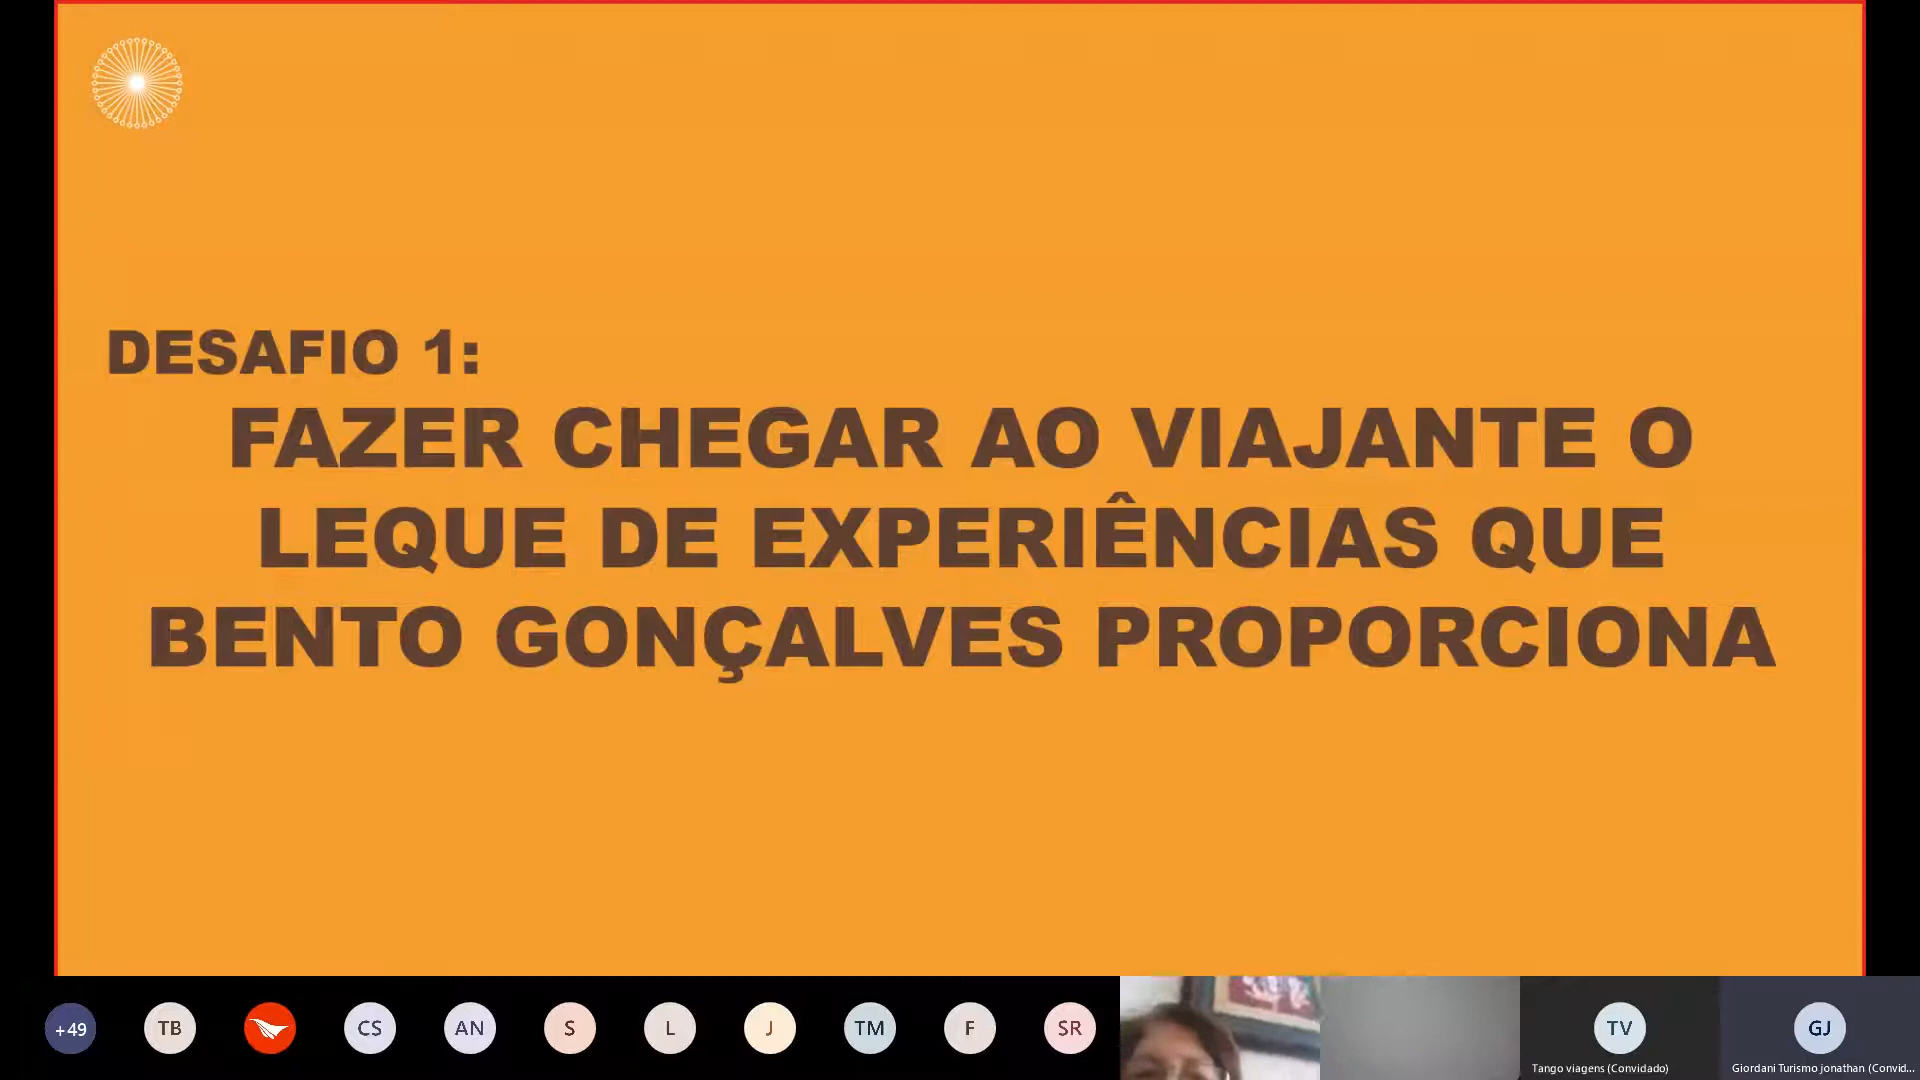 DESAFIO 1:
FAZER CHEGAR AO VIAJANTE O
LEQUE DE EXPERIÊNCIAS QUE
BENTO GONÇALVES PROPORCIONA
+49
TB
CS
AN
S
L
J
TM
F
SR
TV
GJ
Tango viagens (Convidado)
Giordani Turismo jonathan (Convid...